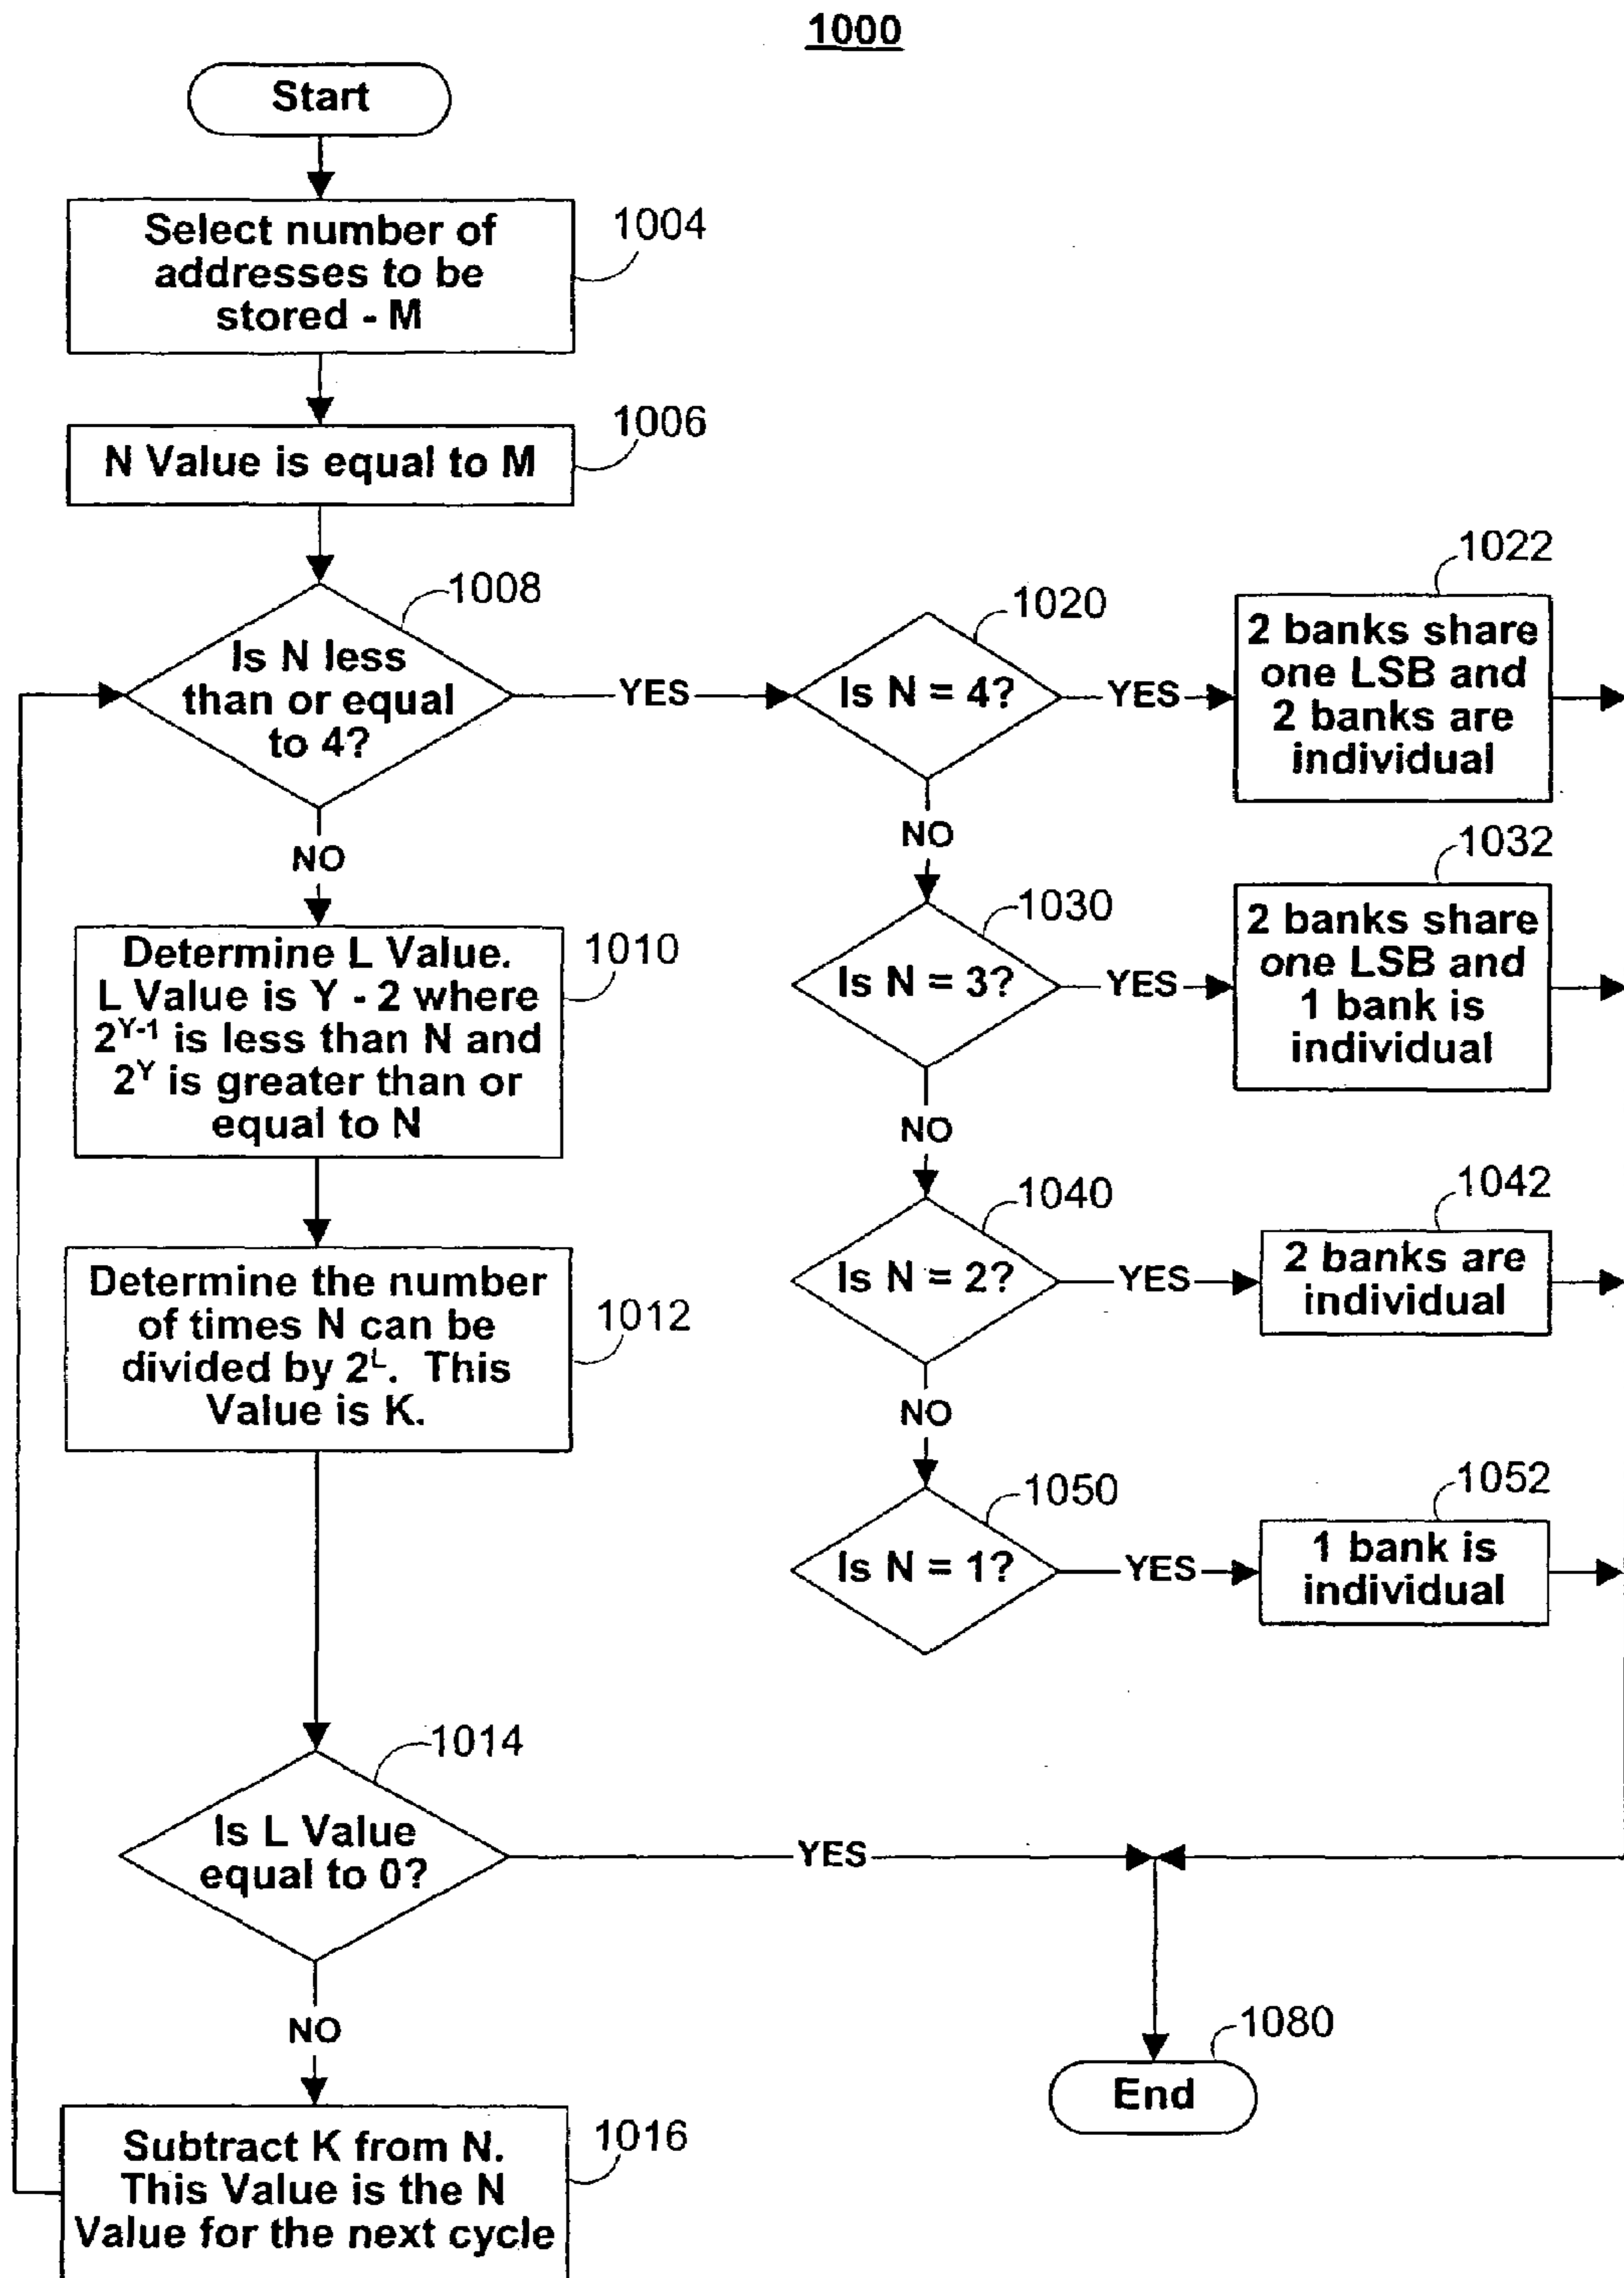 1000
Start
Select number of
addresses to be
stored - M
1004
N Value is equal to M
1006
Is N less
than or equal
to 4?
1008
YES
NO
Is N = 4?
1020
YES
NO
2 banks share
one LSB and
2 banks are
individual
1022
Determine L Value.
L Value is Y - 2 where
2^Y-1 is less than N and
2^Y is greater than or
equal to N
1010
Is N = 3?
1030
YES
NO
2 banks share
one LSB and
1 bank is
individual
1032
Determine the number
of times N can be
divided by 2^L. This
Value is K.
1012
Is N = 2?
1040
YES
NO
2 banks are
individual
1042
Is N = 1?
1050
YES
1 bank is
individual
1052
Is L Value
equal to 0?
1014
YES
NO
Subtract K from N.
This Value is the N
Value for the next cycle
1016
End
1080